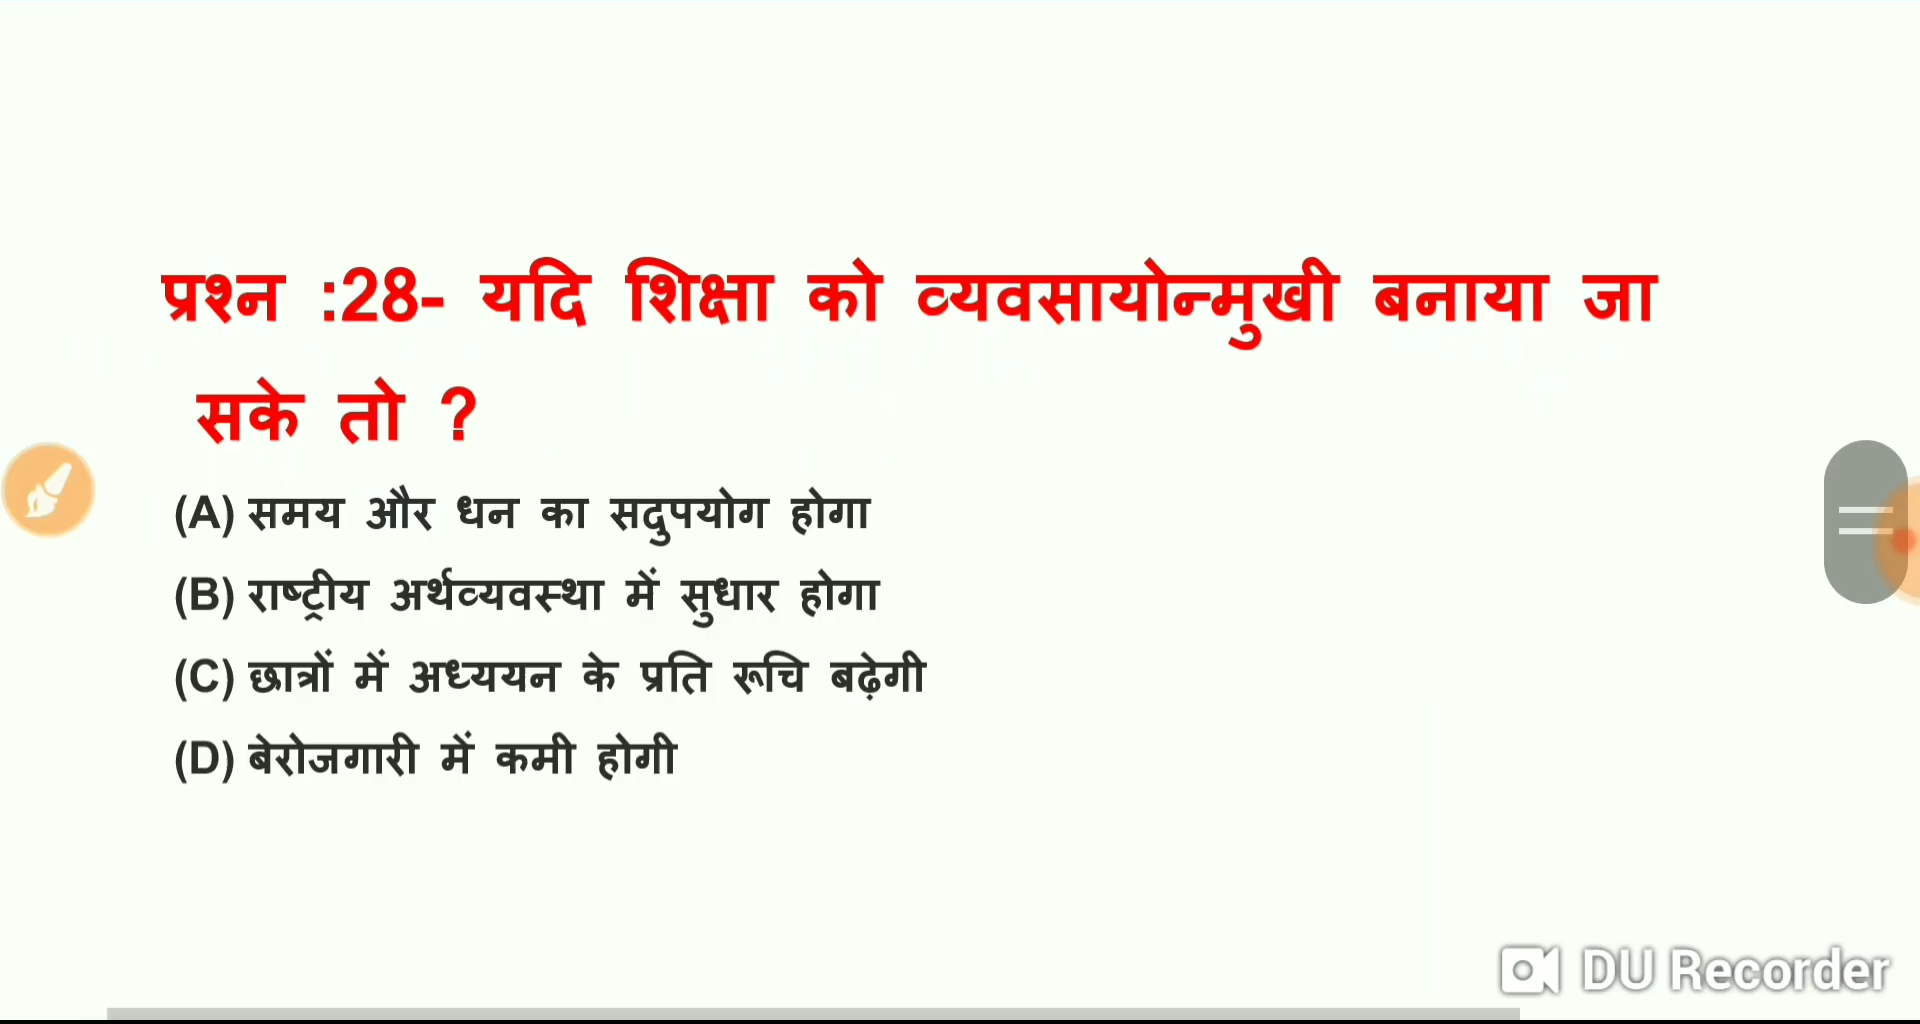 प्रश्न :28- यदि शिक्षा को व्यवसायोन्मुखी बनाया जा
सके तो ?
(A) समय और धन का सदुपयोग होगा
(B) राष्ट्रीय अर्थव्यवस्था में सुधार होगा
(C) छात्रों में अध्ययन के प्रति रूचि बढ़ेगी
(D) बेरोजगारी में कमी होगी
DU Recorder